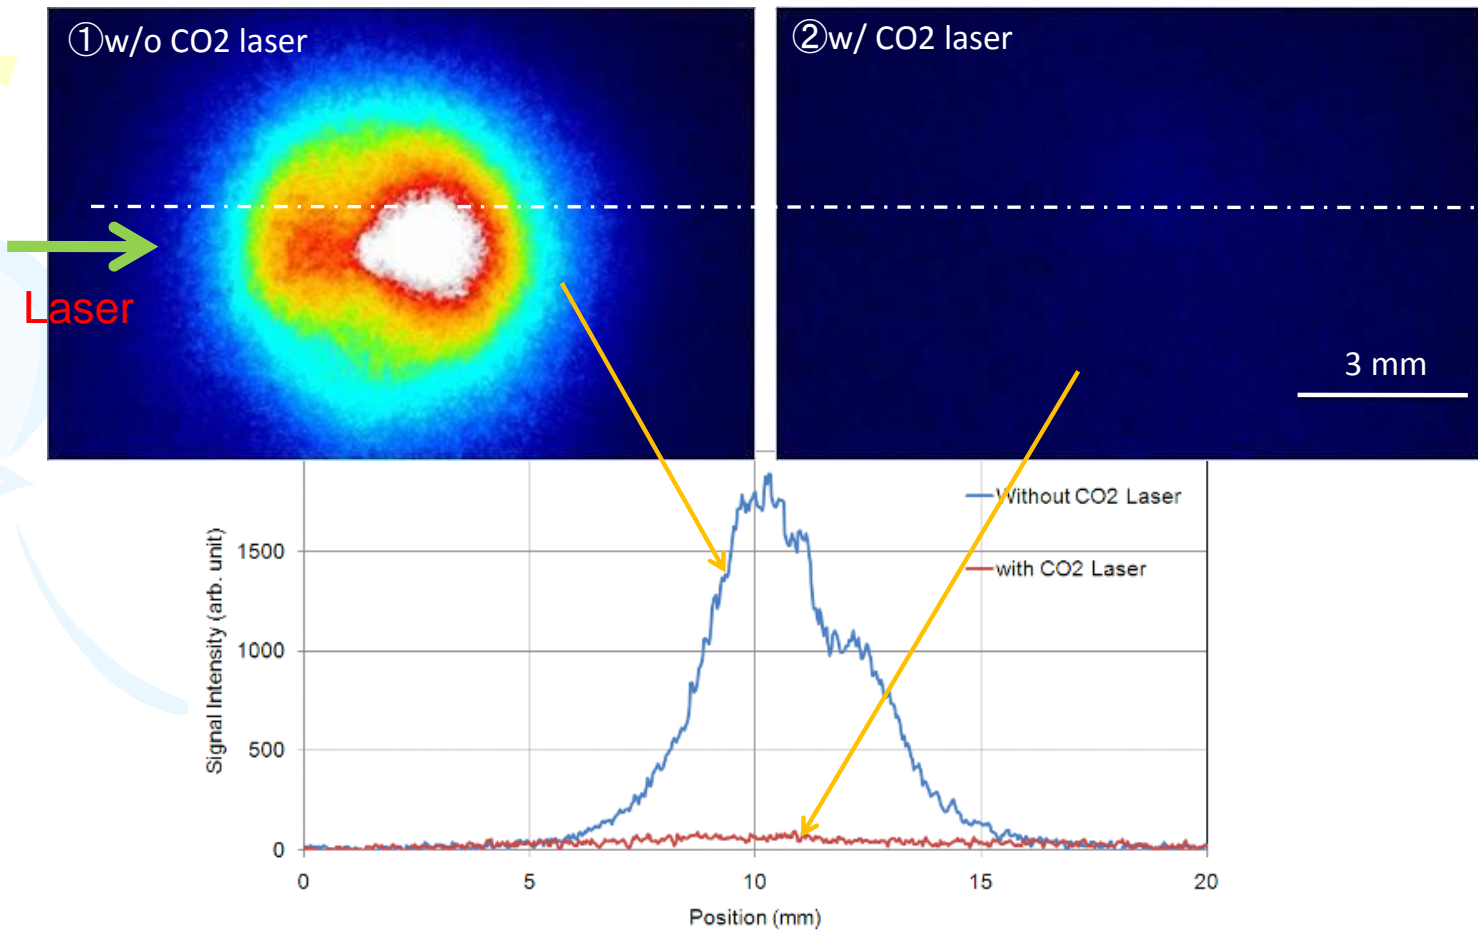 ①w/o CO2 laser
②w/ CO2 laser
Laser
3 mm
Without CO2 Laser
with CO2 Laser
Signal Intensity (arb. unit)
1500
1000
500
0
0 5 10 15 20
Position (mm)